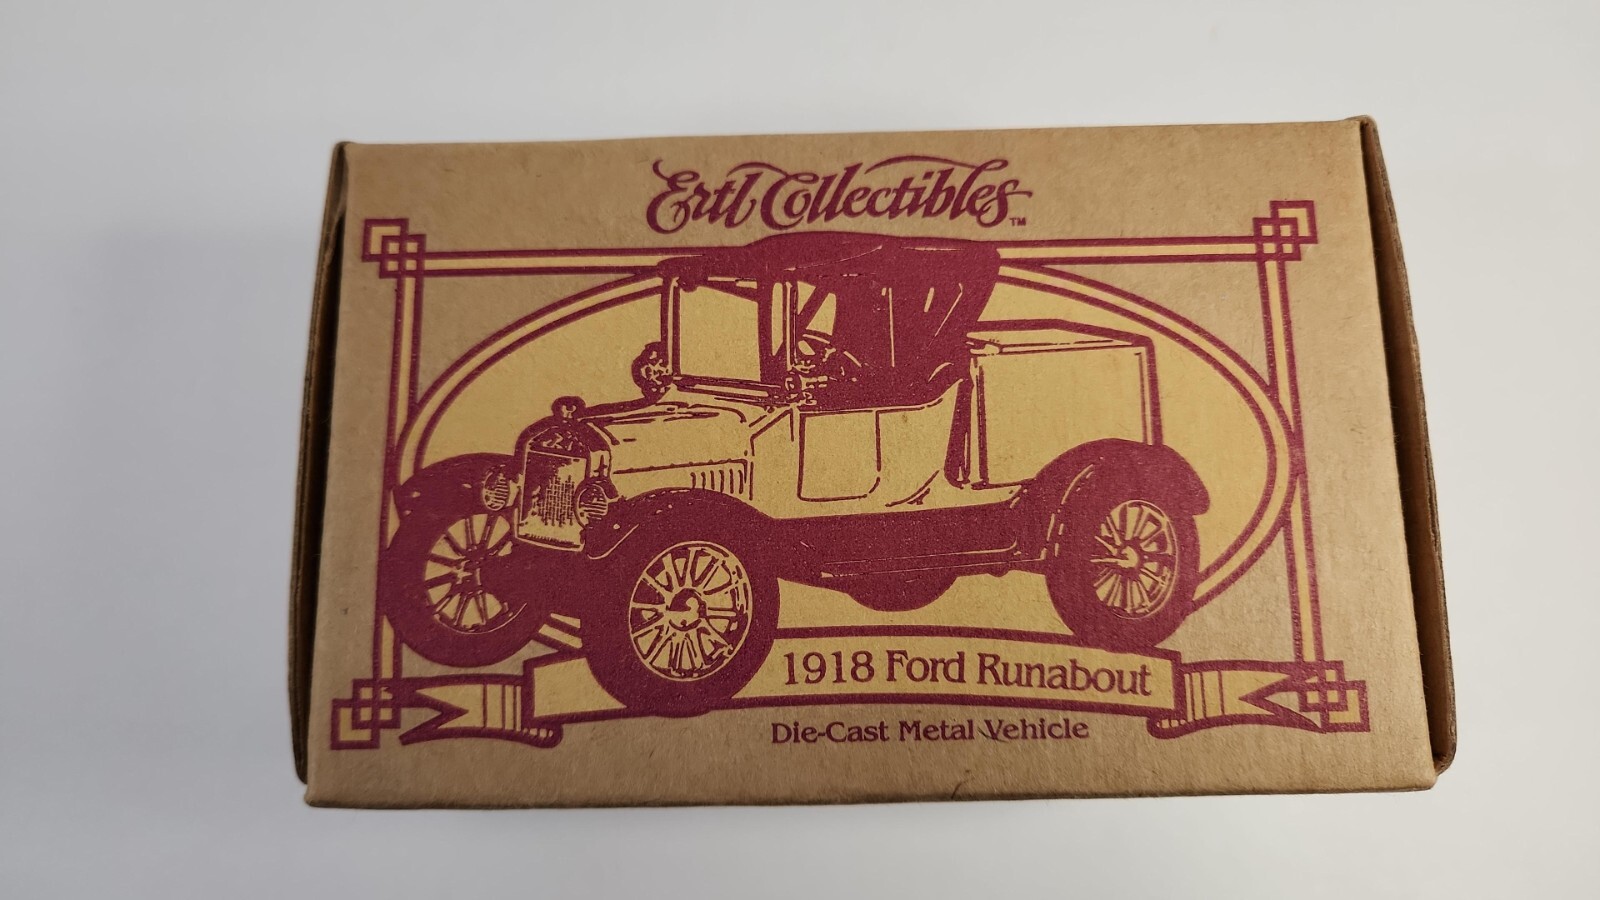 Ertl Collectibles™
1918 Ford Runabout
Die-Cast Metal Vehicle